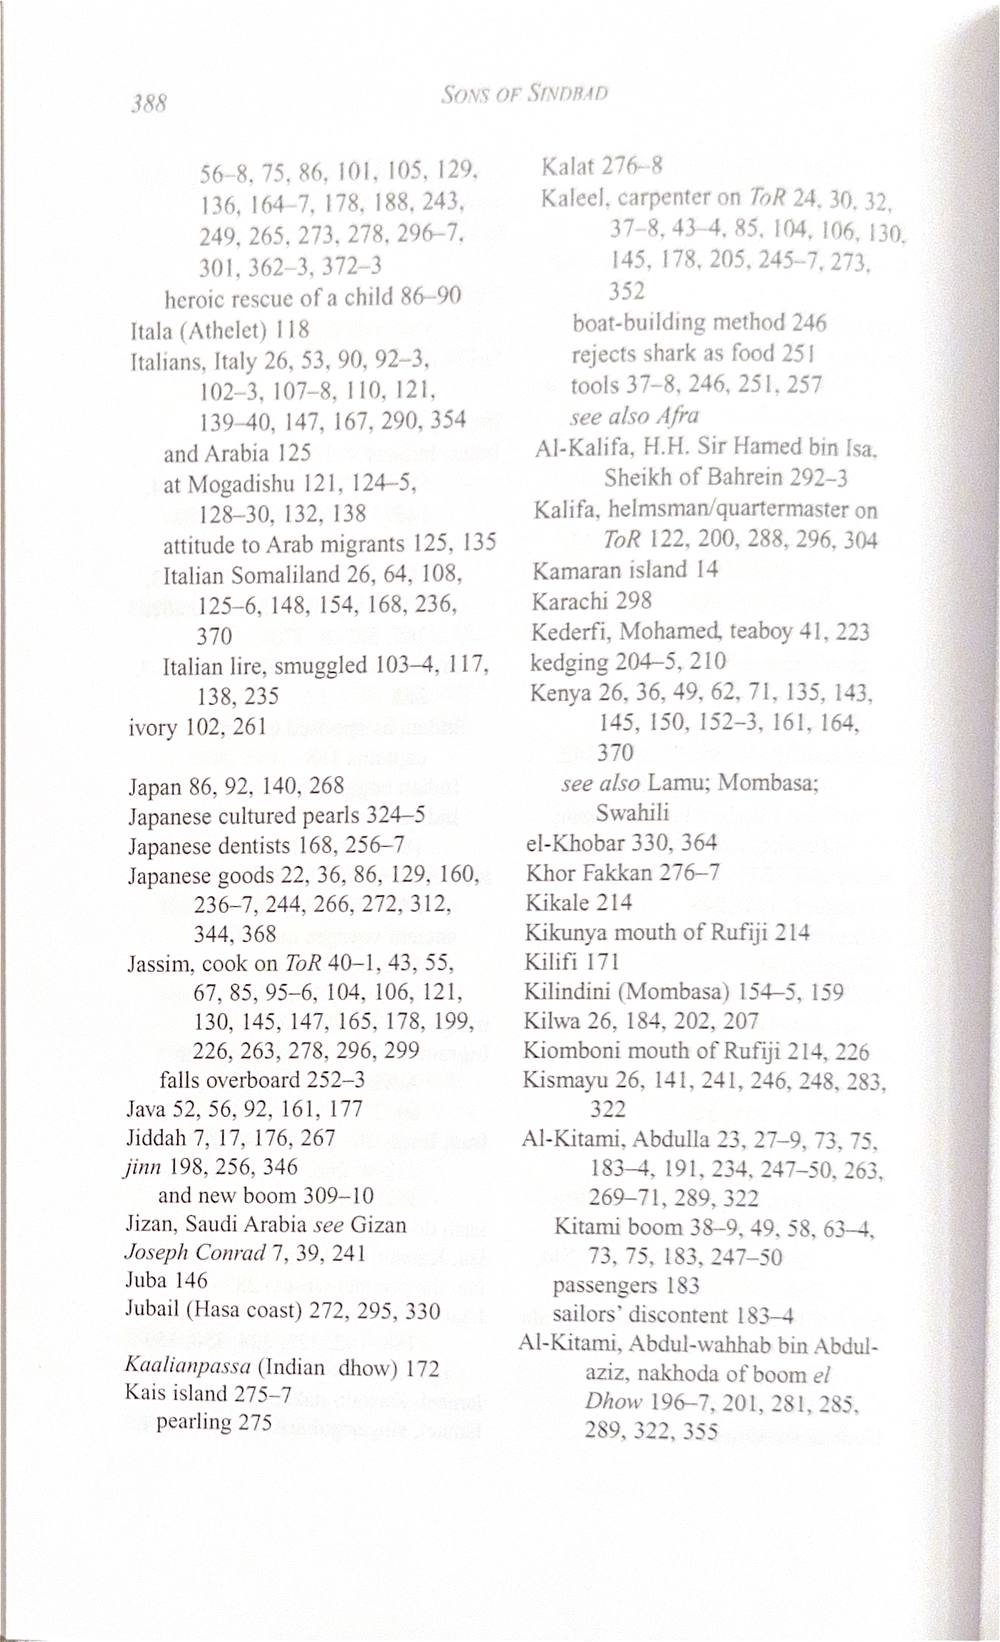 388
SONS OF SINDBAD
56–8, 75, 86, 101, 105, 129,
136, 164–7, 178, 188, 243,
249, 265, 273, 278, 296–7,
301, 362–3, 372–3
heroic rescue of a child 86–90
Itala (Athelet) 118
Italians, Italy 26, 53, 90, 92–3,
102–3, 107–8, 110, 121,
139–40, 147, 167, 290, 354
and Arabia 125
at Mogadishu 121, 124–5,
128–30, 132, 138
attitude to Arab migrants 125, 135
Italian Somaliland 26, 64, 108,
125–6, 148, 154, 168, 236,
370
Italian lire, smuggled 103–4, 117,
138, 235
ivory 102, 261
Japan 86, 92, 140, 268
Japanese cultured pearls 324–5
Japanese dentists 168, 256–7
Japanese goods 22, 36, 86, 129, 160,
236–7, 244, 266, 272, 312,
344, 368
Jassim, cook on ToR 40–1, 43, 55,
67, 85, 95–6, 104, 106, 121,
130, 145, 147, 165, 178, 199,
226, 263, 278, 296, 299
falls overboard 252–3
Java 52, 56, 92, 161, 177
Jiddah 7, 17, 176, 267
jinn 198, 256, 346
and new boom 309–10
Jizan, Saudi Arabia see Gizan
Joseph Conrad 7, 39, 241
Juba 146
Jubail (Hasa coast) 272, 295, 330
Kaalianpassa (Indian dhow) 172
Kais island 275–7
pearling 275
Kalat 276–8
Kaleel, carpenter on ToR 24, 30, 32,
37–8, 43–4, 85, 104, 106, 130,
145, 178, 205, 245–7, 273,
352
boat-building method 246
rejects shark as food 251
tools 37–8, 246, 251, 257
see also Afra
Al-Kalifa, H.H. Sir Hamed bin Isa,
Sheikh of Bahrein 292–3
Kalifa, helmsman/quartermaster on
ToR 122, 200, 288, 296, 304
Kamaran island 14
Karachi 298
Kederfi, Mohamed, teaboy 41, 223
kedging 204–5, 210
Kenya 26, 36, 49, 62, 71, 135, 143,
145, 150, 152–3, 161, 164,
370
see also Lamu; Mombasa;
Swahili
el-Khobar 330, 364
Khor Fakkan 276–7
Kikale 214
Kikunya mouth of Rufiji 214
Kilifi 171
Kilindini (Mombasa) 154–5, 159
Kilwa 26, 184, 202, 207
Kiomboni mouth of Rufiji 214, 226
Kismayu 26, 141, 241, 246, 248, 283,
322
Al-Kitami, Abdulla 23, 27–9, 73, 75,
183–4, 191, 234, 247–50, 263,
269–71, 289, 322
Kitami boom 38–9, 49, 58, 63–4,
73, 75, 183, 247–50
passengers 183
sailors’ discontent 183–4
Al-Kitami, Abdul-wahhab bin Abdul-
aziz, nakhoda of boom el
Dhow 196–7, 201, 281, 285,
289, 322, 355